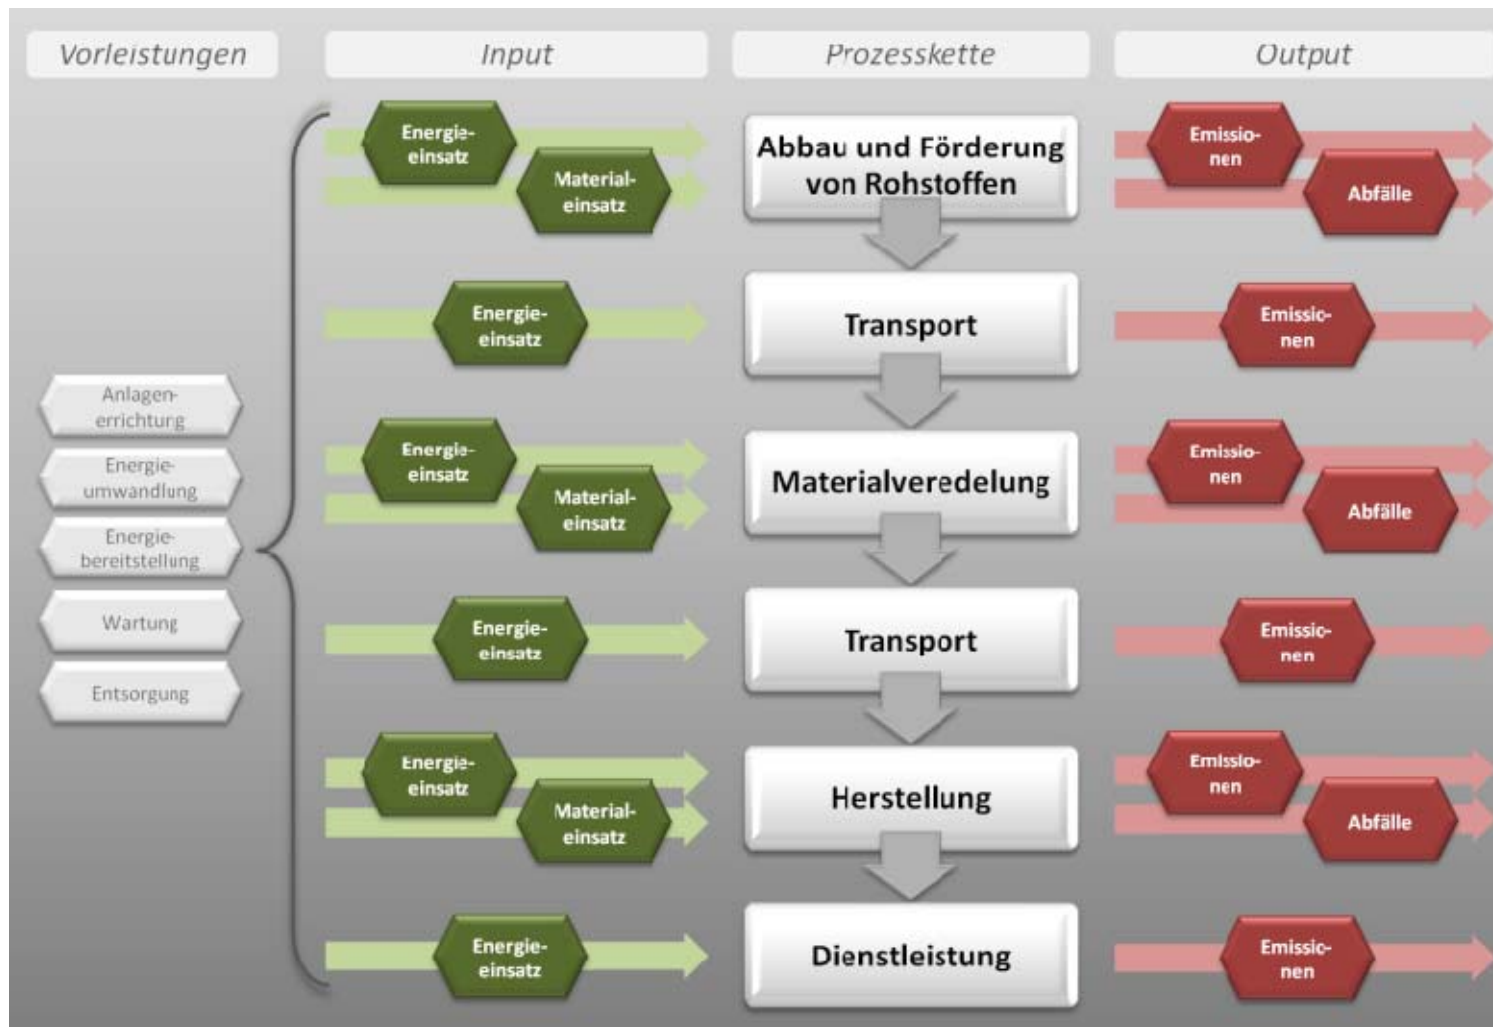 Vorleistungen
Input
Prozesskette
Output
Energie-
einsatz
Material-
einsatz
Abbau und Förderung
von Rohstoffen
Emissio-
nen
Abfälle
Energie-
einsatz
Transport
Emissio-
nen
Anlagen-
errichtung
Energie-
umwandlung
Energie-
bereitstellung
Wartung
Entsorgung
Energie-
einsatz
Material-
einsatz
Materialveredelung
Emissio-
nen
Abfälle
Energie-
einsatz
Transport
Emissio-
nen
Energie-
einsatz
Material-
einsatz
Herstellung
Emissio-
nen
Abfälle
Energie-
einsatz
Dienstleistung
Emissio-
nen